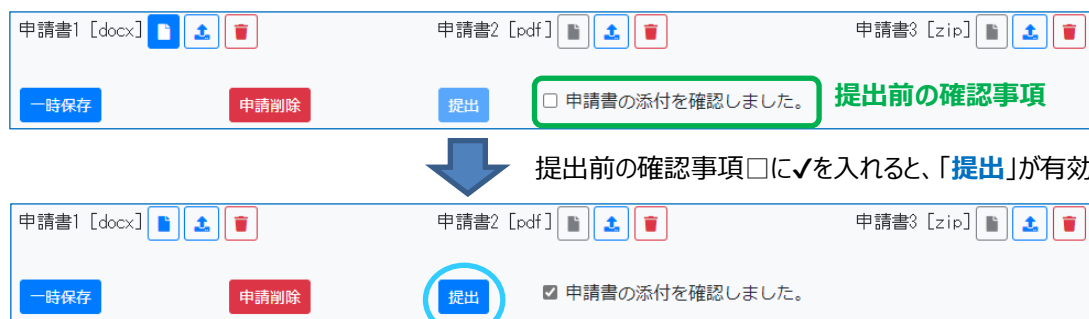 申請書1 [docx] 申請書2 [pdf] 申請書3 [zip]
一時保存 申請削除 提出 □ 申請書の添付を確認しました。 提出前の確認事項
提出前の確認事項□に✓を入れると、「提出」が有効
申請書1 [docx] 申請書2 [pdf] 申請書3 [zip]
一時保存 申請削除 提出 ☑ 申請書の添付を確認しました。